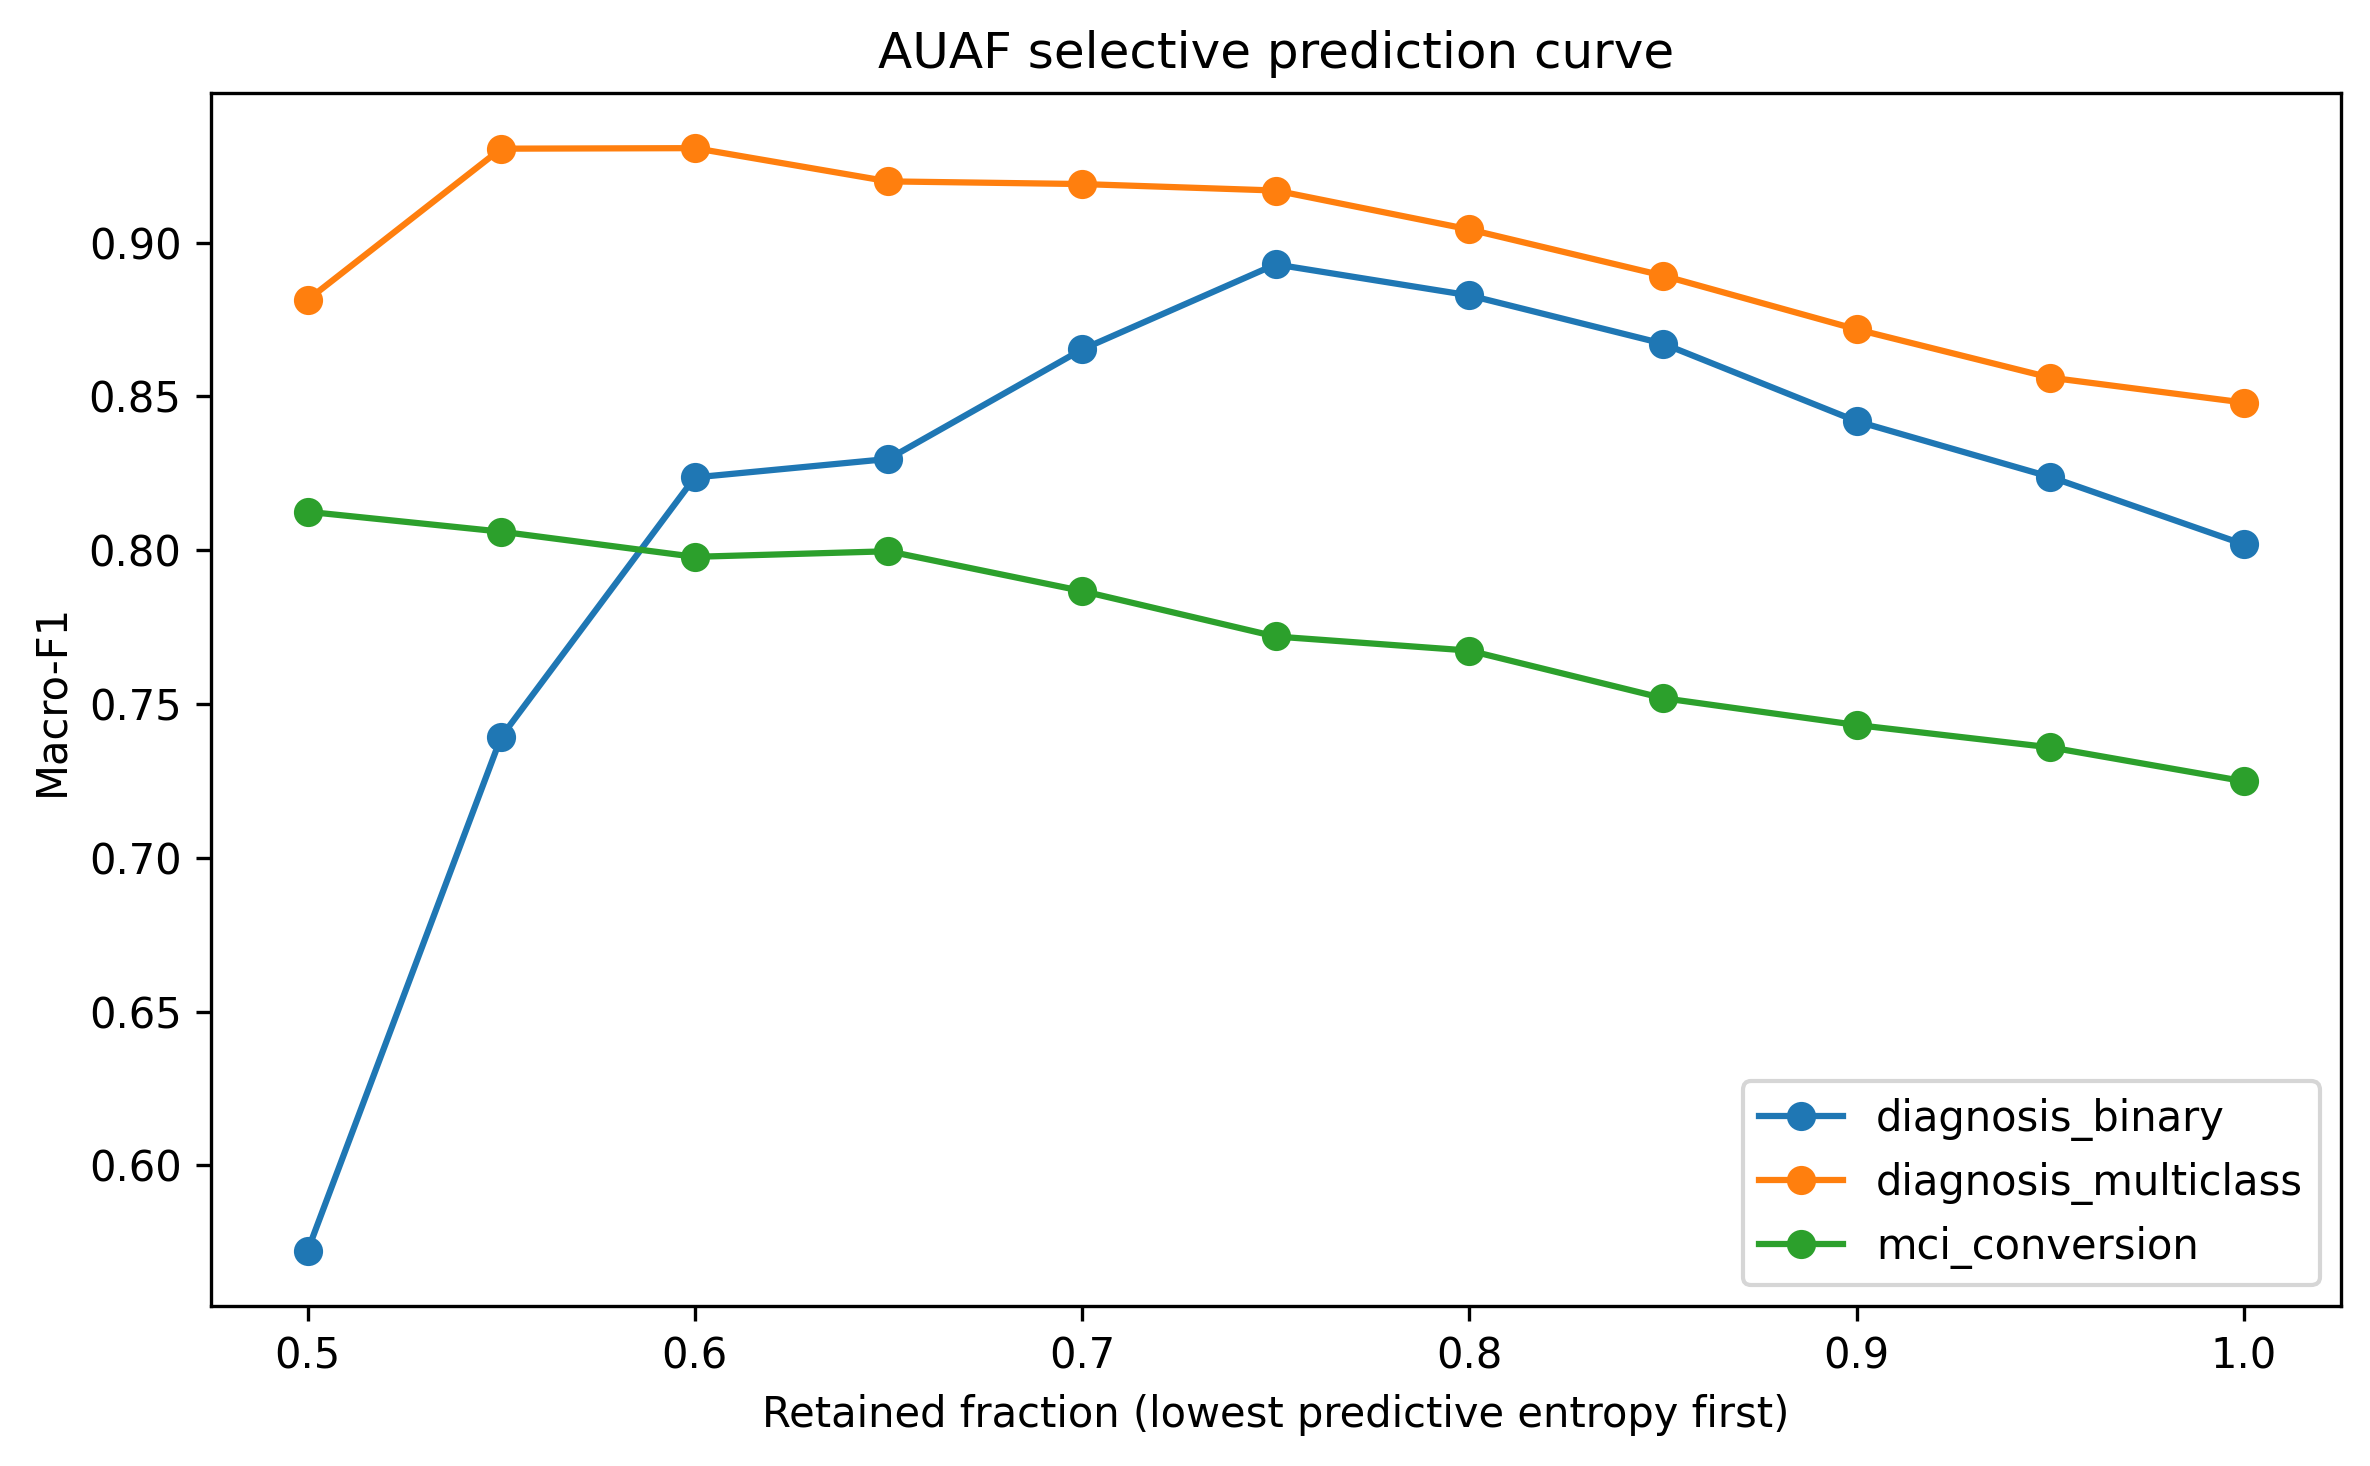 AUAF selective prediction curve
0.90
0.85
0.80
0.75
0.70
0.65
0.60
Macro-F1
diagnosis_binary
diagnosis_multiclass
mci_conversion
0.5 0.6 0.7 0.8 0.9 1.0
Retained fraction (lowest predictive entropy first)